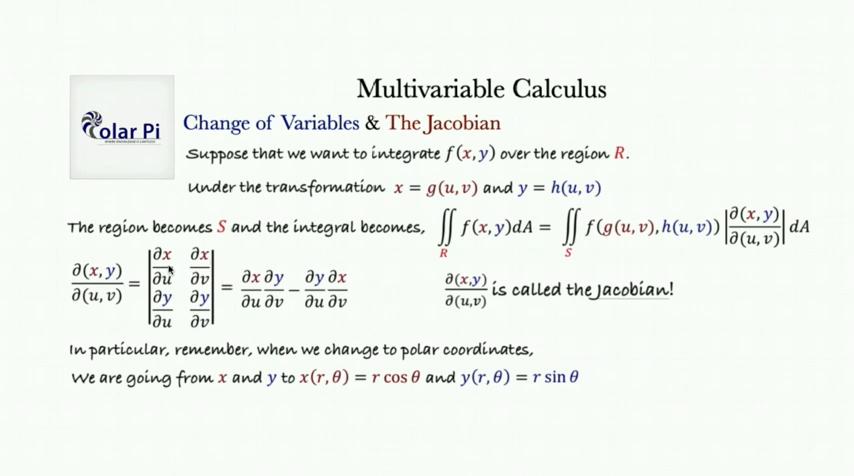 Multivariable Calculus
olar Pi
Change of Variables & The Jacobian
Suppose that we want to integrate f(x,y) over the region R.
Under the transformation x = g(u,v) and y = h(u,v)
The region becomes S and the integral becomes, ∬_R f(x,y)dA = ∬_S f(g(u,v),h(u,v)) |∂(x,y)/∂(u,v)| dA
∂(x,y)/∂(u,v) = |∂x/∂u ∂x/∂v; ∂y/∂u ∂y/∂v| = ∂x/∂u ∂y/∂v − ∂y/∂u ∂x/∂v
∂(x,y)/∂(u,v) is called the Jacobian!
In particular, remember, when we change to polar coordinates,
We are going from x and y to x(r,θ) = r cos θ and y(r,θ) = r sin θ